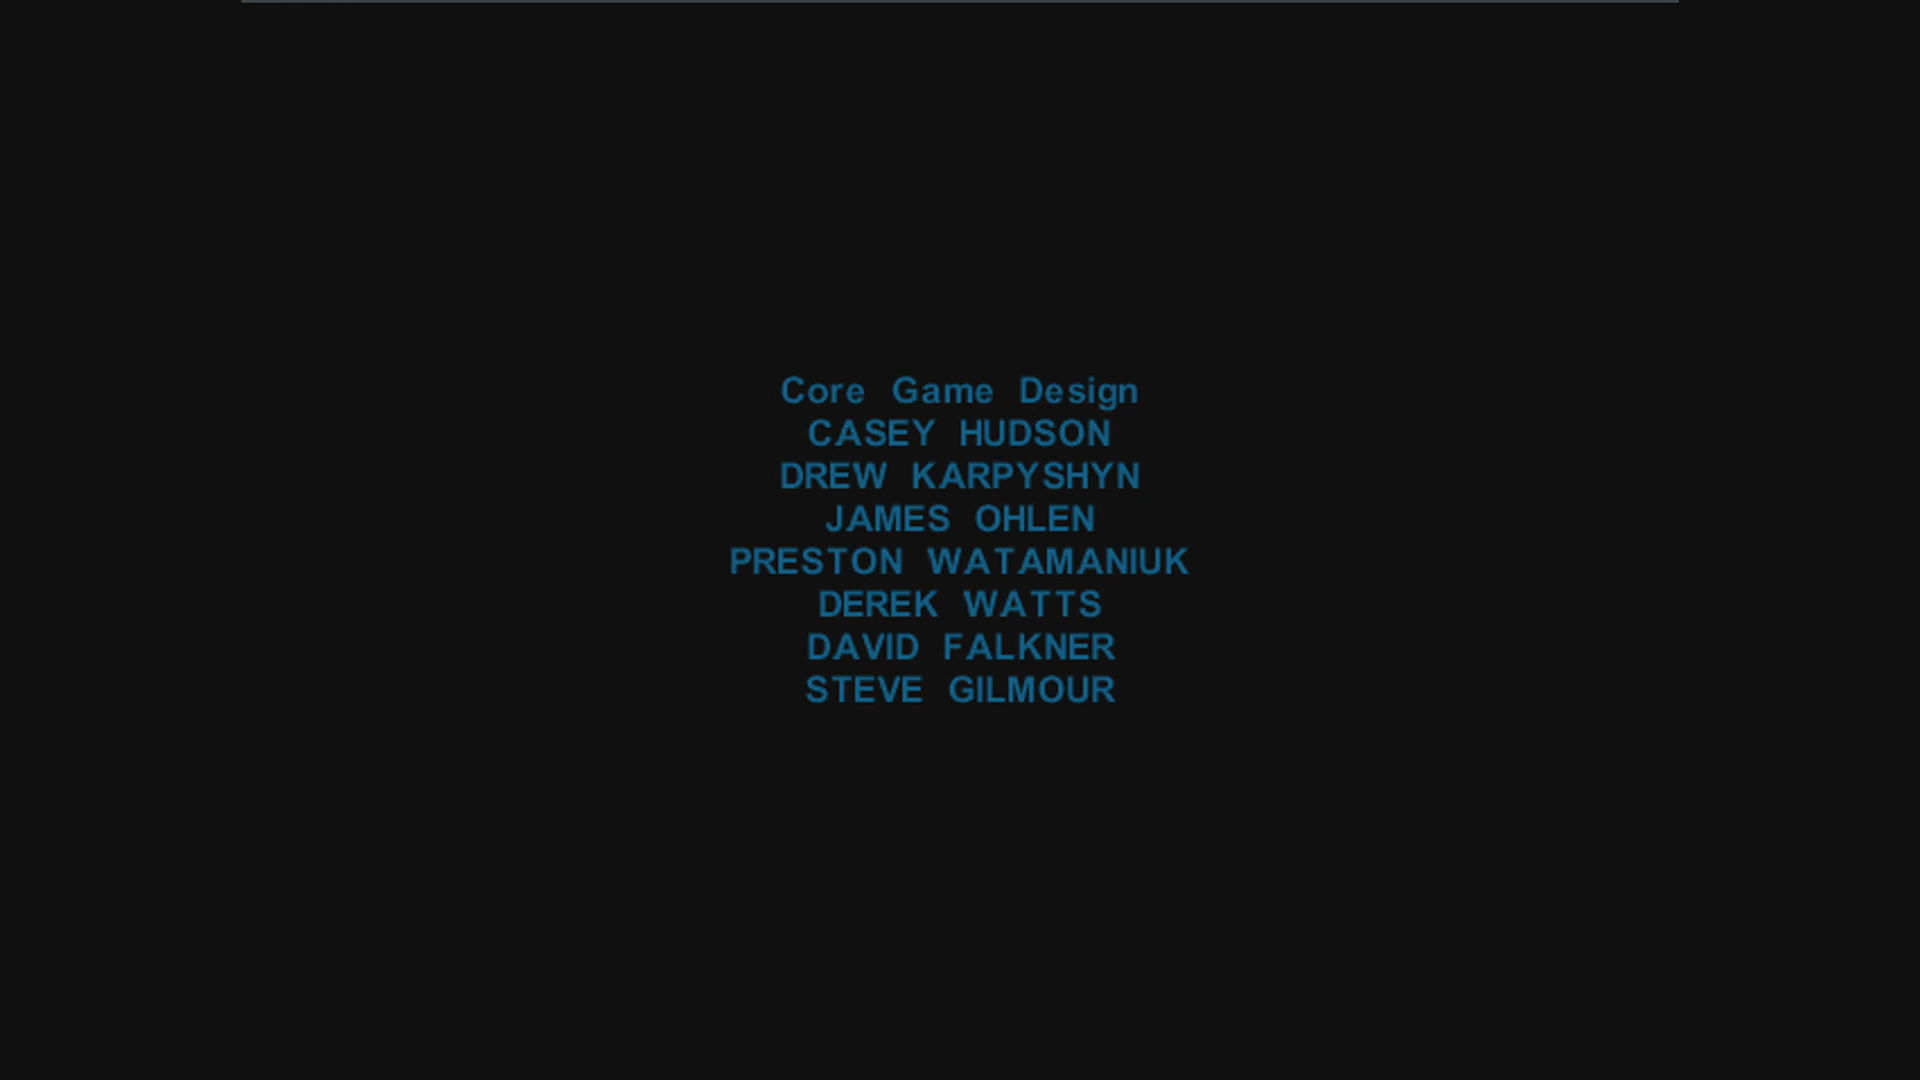 Core Game Design
CASEY HUDSON
DREW KARPYSHYN
JAMES OHLEN
PRESTON WATAMANIUK
DEREK WATTS
DAVID FALKNER
STEVE GILMOUR